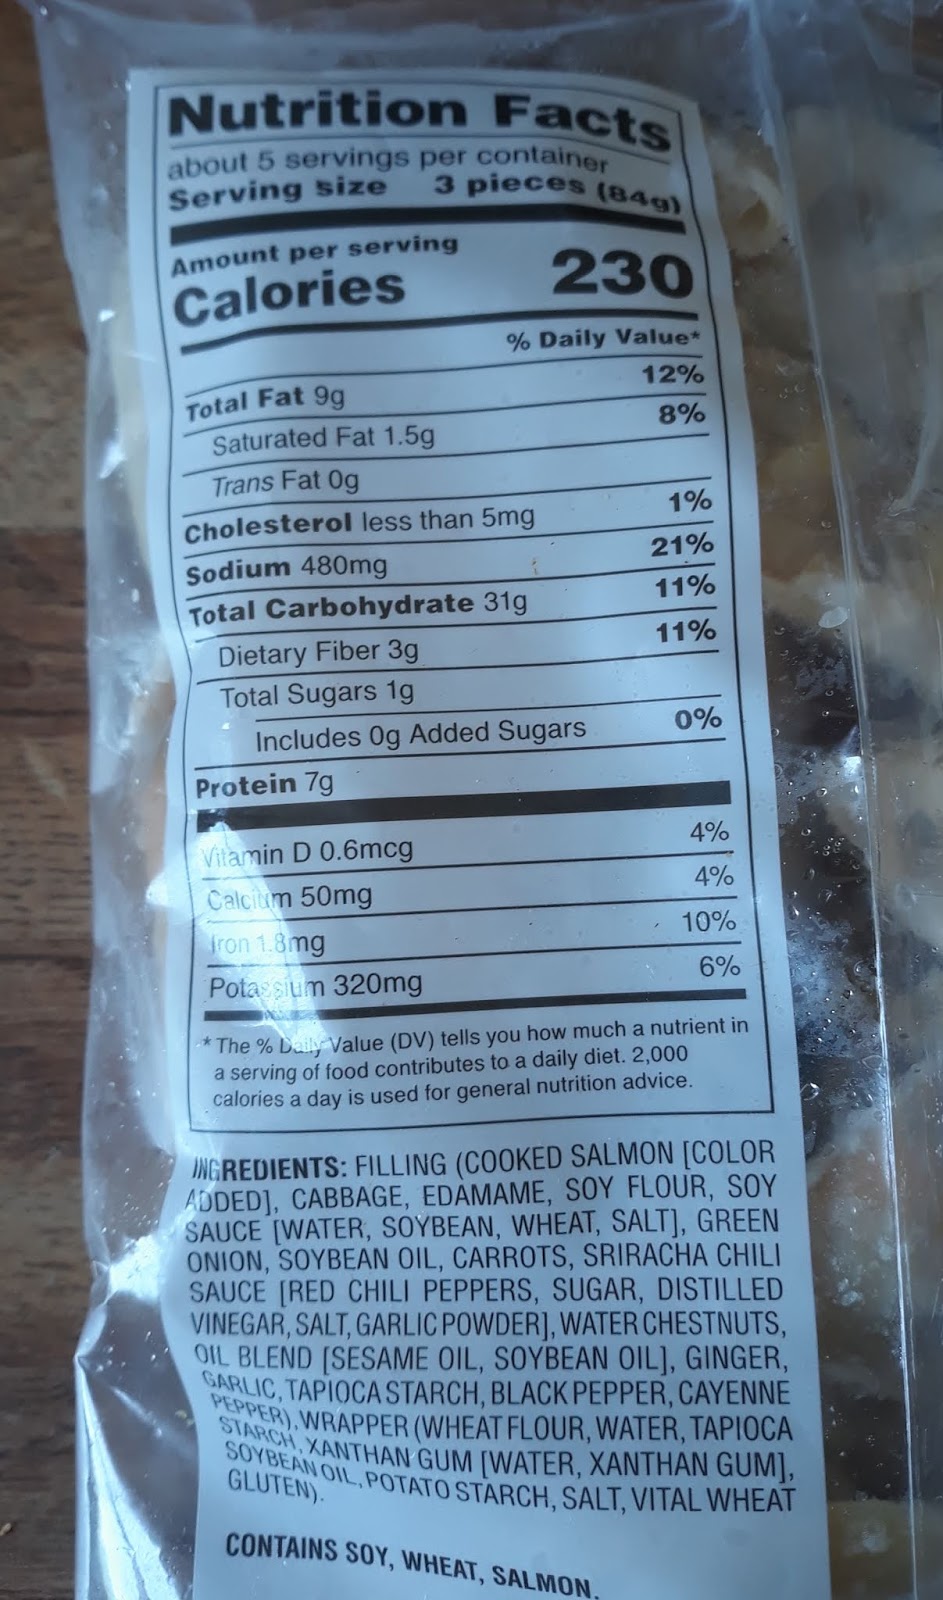 Nutrition Facts
about 5 servings per container
Serving size 3 pieces (84g)
Amount per serving
Calories 230
% Daily Value*
Total Fat 9g 12%
Saturated Fat 1.5g 8%
Trans Fat 0g
Cholesterol less than 5mg 1%
Sodium 480mg 21%
Total Carbohydrate 31g 11%
Dietary Fiber 3g 11%
Total Sugars 1g
Includes 0g Added Sugars 0%
Protein 7g
Vitamin D 0.6mcg 4%
Calcium 50mg 4%
Iron 1.8mg 10%
Potassium 320mg 6%
* The % Daily Value (DV) tells you how much a nutrient in
a serving of food contributes to a daily diet. 2,000
calories a day is used for general nutrition advice.
INGREDIENTS: FILLING (COOKED SALMON [COLOR
ADDED], CABBAGE, EDAMAME, SOY FLOUR, SOY
SAUCE [WATER, SOYBEAN, WHEAT, SALT], GREEN
ONION, SOYBEAN OIL, CARROTS, SRIRACHA CHILI
SAUCE [RED CHILI PEPPERS, SUGAR, DISTILLED
VINEGAR, SALT, GARLIC POWDER], WATER CHESTNUTS,
OIL BLEND [SESAME OIL, SOYBEAN OIL], GINGER,
GARLIC, TAPIOCA STARCH, BLACK PEPPER, CAYENNE
PEPPER), WRAPPER (WHEAT FLOUR, WATER, TAPIOCA
STARCH, XANTHAN GUM [WATER, XANTHAN GUM],
SOYBEAN OIL, POTATO STARCH, SALT, VITAL WHEAT
GLUTEN).
CONTAINS SOY, WHEAT, SALMON.